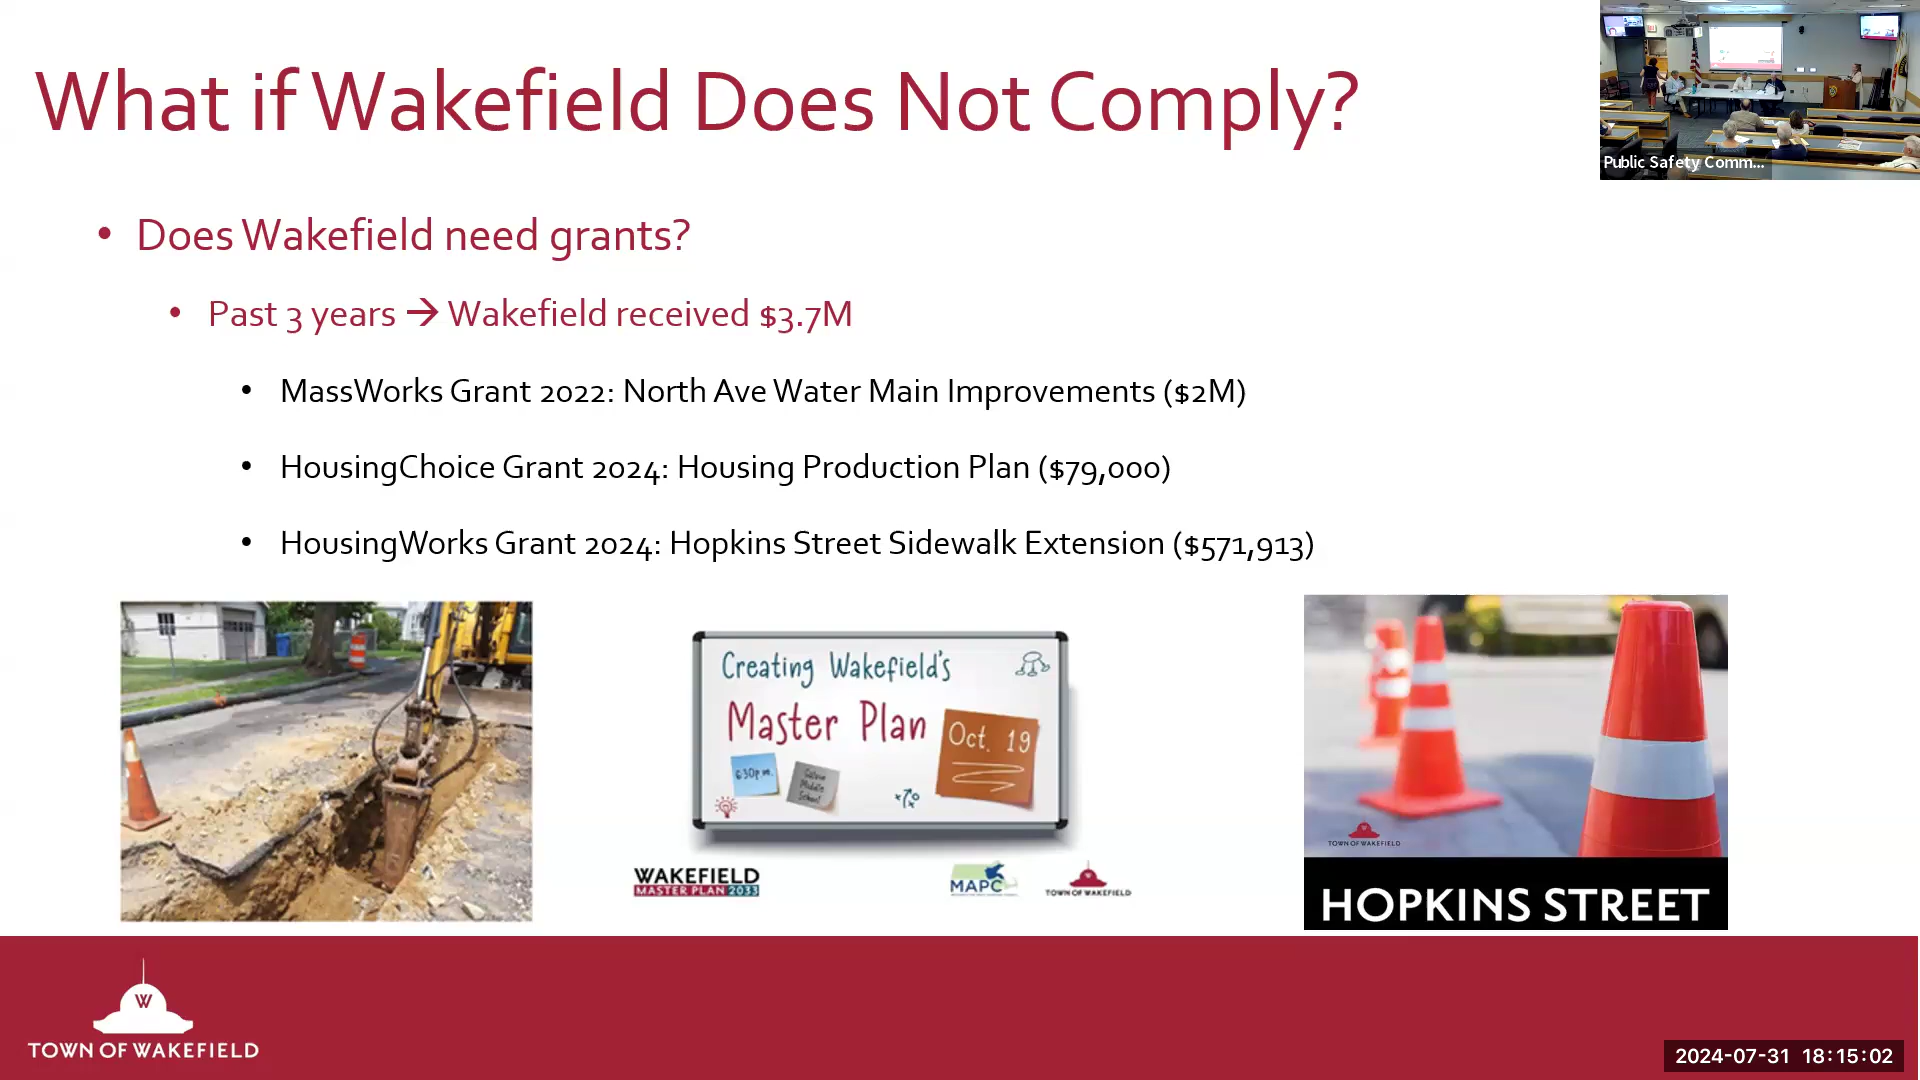 What if Wakefield Does Not Comply?
Public Safety Comm...
• Does Wakefield need grants?
• Past 3 years → Wakefield received $3.7M
• MassWorks Grant 2022: North Ave Water Main Improvements ($2M)
• HousingChoice Grant 2024: Housing Production Plan ($79,000)
• HousingWorks Grant 2024: Hopkins Street Sidewalk Extension ($571,913)
Creating Wakefield's
Master Plan
Oct. 19
6:30p.m.
Galvin
Middle
School
WAKEFIELD
MASTER PLAN 2033
MAPC
TOWN OF WAKEFIELD
TOWN OF WAKEFIELD
HOPKINS STREET
W
TOWN OF WAKEFIELD
2024-07-31 18:15:02